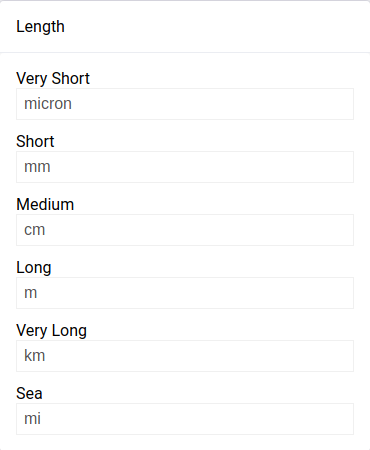 Length
Very Short
micron
Short
mm
Medium
cm
Long
m
Very Long
km
Sea
mi